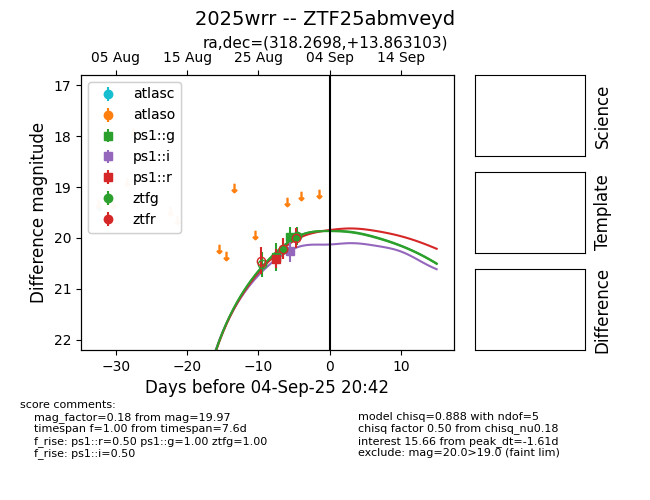 2025wrr -- ZTF25abmveyd
ra,dec=(318.2698,+13.863103)
05 Aug 15 Aug 25 Aug 04 Sep 14 Sep
17
18
19
20
21
22
Difference magnitude
atlasc
atlaso
ps1::g
ps1::i
ps1::r
ztfg
ztfr
−30 −20 −10 0 10
Days before 04-Sep-25 20:42
Science
Template
Difference
score comments:
mag_factor=0.18 from mag=19.97
timespan f=1.00 from timespan=7.6d
f_rise: ps1::r=0.50 ps1::g=1.00 ztfg=1.00
f_rise: ps1::i=0.50
model chisq=0.888 with ndof=5
chisq factor 0.50 from chisq_nu0.18
interest 15.66 from peak_dt=-1.61d
exclude: mag=20.0>19.0 (faint lim)